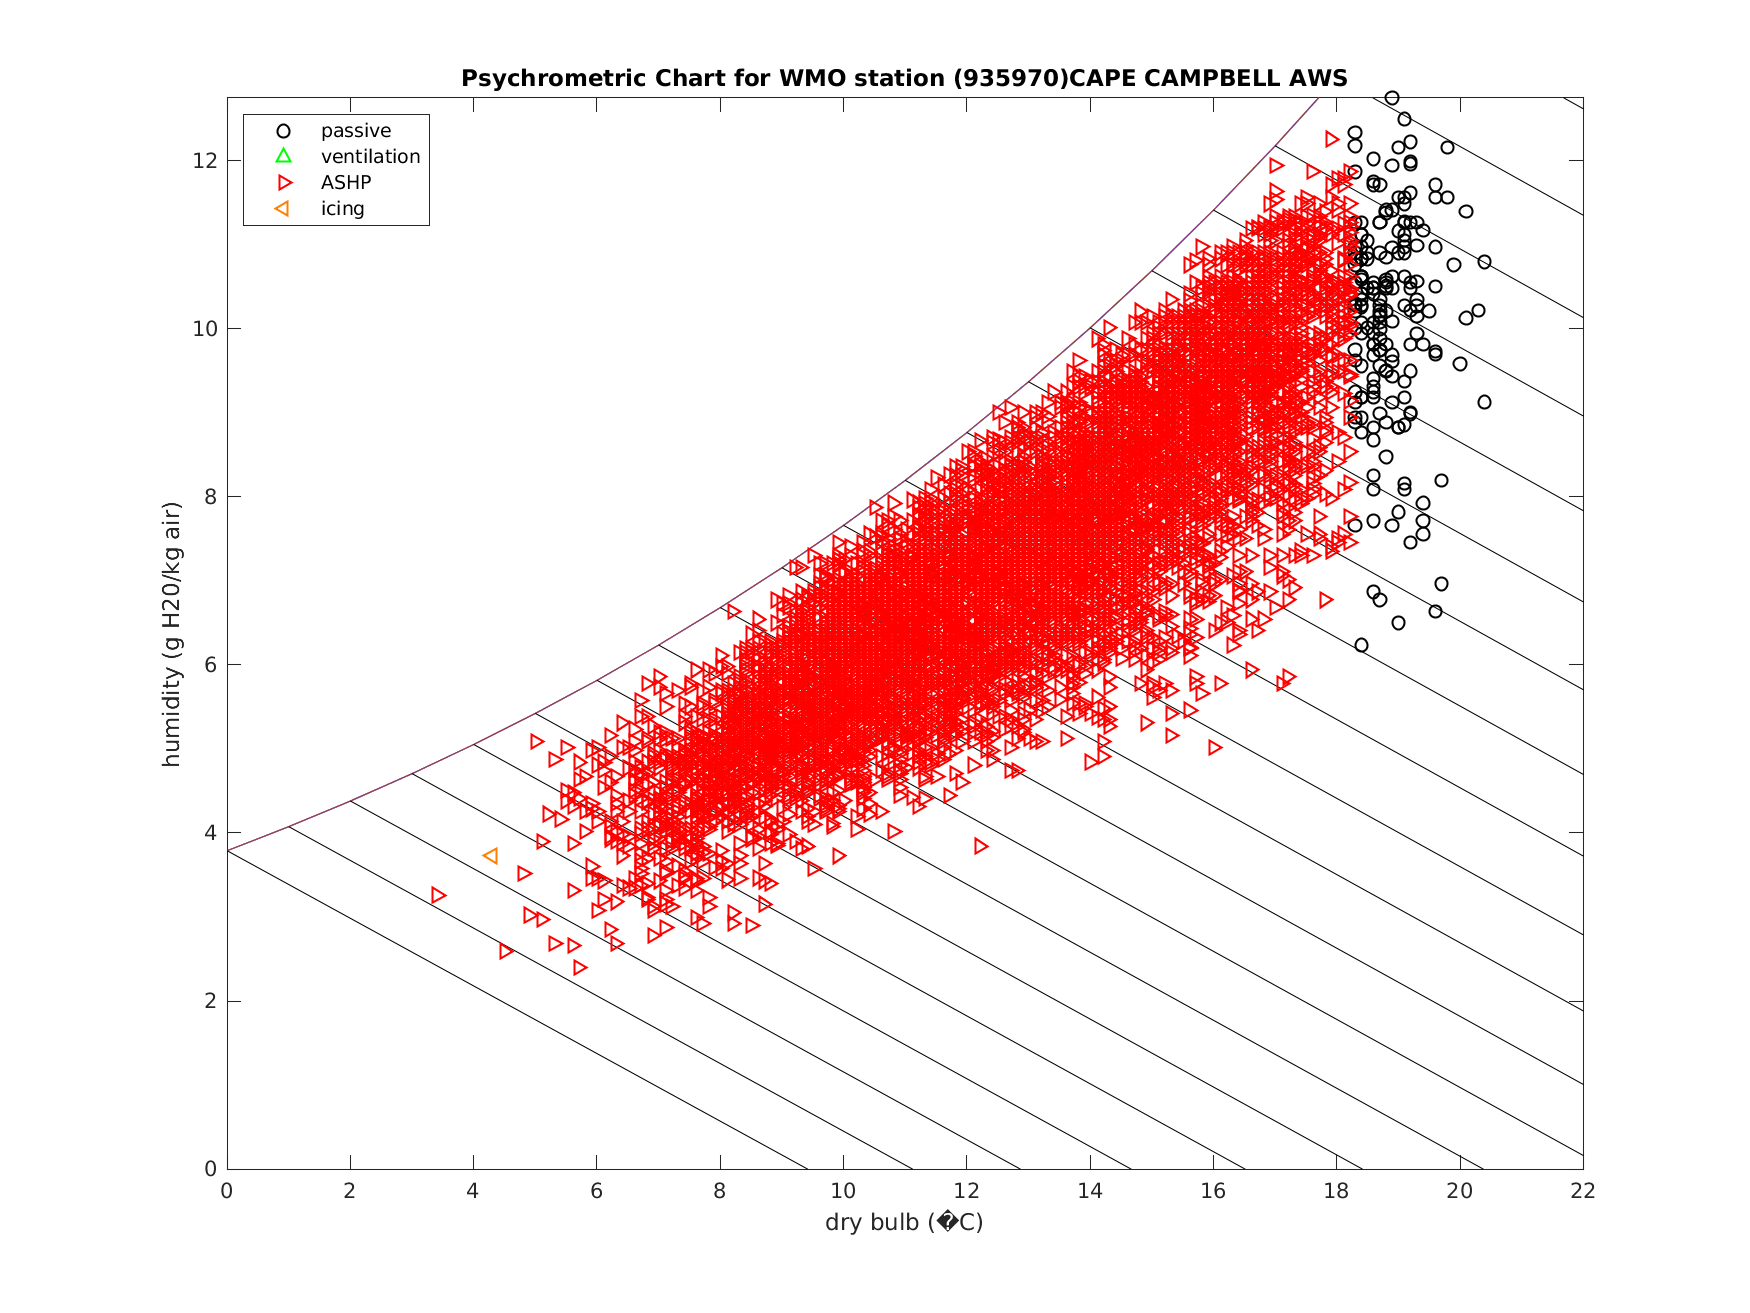 Psychrometric Chart for WMO station (935970)CAPE CAMPBELL AWS
passive
ventilation
ASHP
icing
humidity (g H20/kg air)
12
10
8
6
4
2
0
0 2 4 6 8 10 12 14 16 18 20 22
dry bulb (�C)